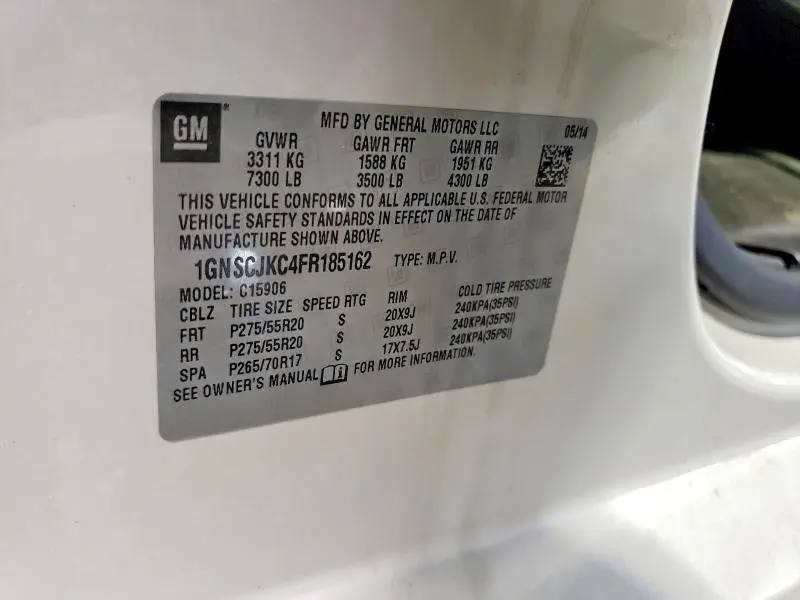 GM
MFD BY GENERAL MOTORS LLC 05/14
GVWR GAWR FRT GAWR RR
3311 KG 1588 KG 1951 KG
7300 LB 3500 LB 4300 LB
THIS VEHICLE CONFORMS TO ALL APPLICABLE U.S. FEDERAL MOTOR
VEHICLE SAFETY STANDARDS IN EFFECT ON THE DATE OF
MANUFACTURE SHOWN ABOVE.
1GNSCJKC4FR185162 TYPE: M.P.V.
MODEL: C15906
CBLZ TIRE SIZE SPEED RTG RIM COLD TIRE PRESSURE
FRT P275/55R20 S 20X9J 240KPA(35PSI)
RR P275/55R20 S 20X9J 240KPA(35PSI)
SPA P265/70R17 S 17X7.5J 240KPA(35PSI)
SEE OWNER'S MANUAL FOR MORE INFORMATION.